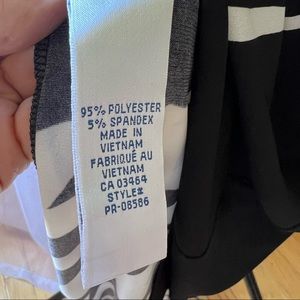 95% POLYESTER
5% SPANDEX
MADE IN
VIETNAM
FABRIQUÉ AU
VIETNAM
CA 03464
STYLE#
PR-08586